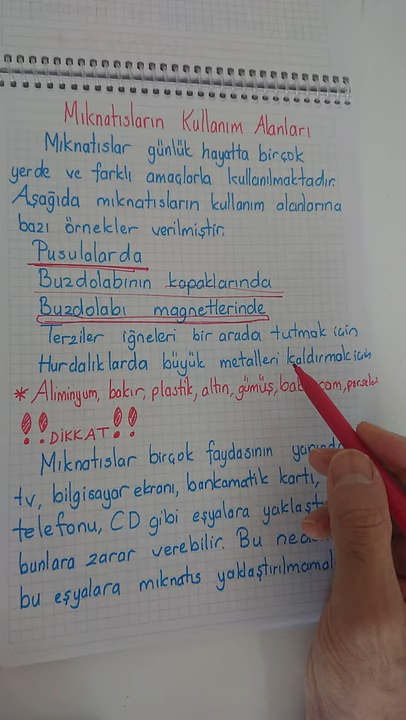 Mıknatısların Kullanım Alanları
Mıknatıslar günlük hayatta birçok
yerde ve farklı amaçlarla kullanılmaktadır.
Aşağıda mıknatısların kullanım alanlarına
bazı örnekler verilmiştir.
Pusulalarda
Buzdolabının kapaklarında
Buzdolabı magnetlerinde
Terziler iğneleri bir arada tutmak için
Hurdalıklarda büyük metalleri kaldırmak için
* Aliminyum, bakır, plastik, altın, gümüş, cam, porselen
!! DİKKAT !!
Mıknatıslar birçok faydasının yanında
tv, bilgisayar ekranı, bankamatik kartı,
telefonu, CD gibi eşyalara
bunlara zarar verebilir. Bu
bu eşyalara mıknatıs